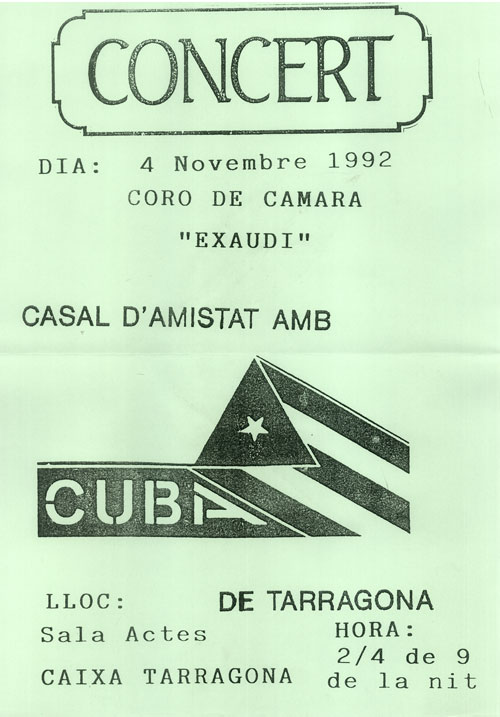 CONCERT
DIA: 4 Novembre 1992
CORO DE CAMARA
"EXAUDI"
CASAL D'AMISTAT AMB
CUBA
DE TARRAGONA
LLOC:
Sala Actes
CAIXA TARRAGONA
HORA:
2/4 de 9
de la nit